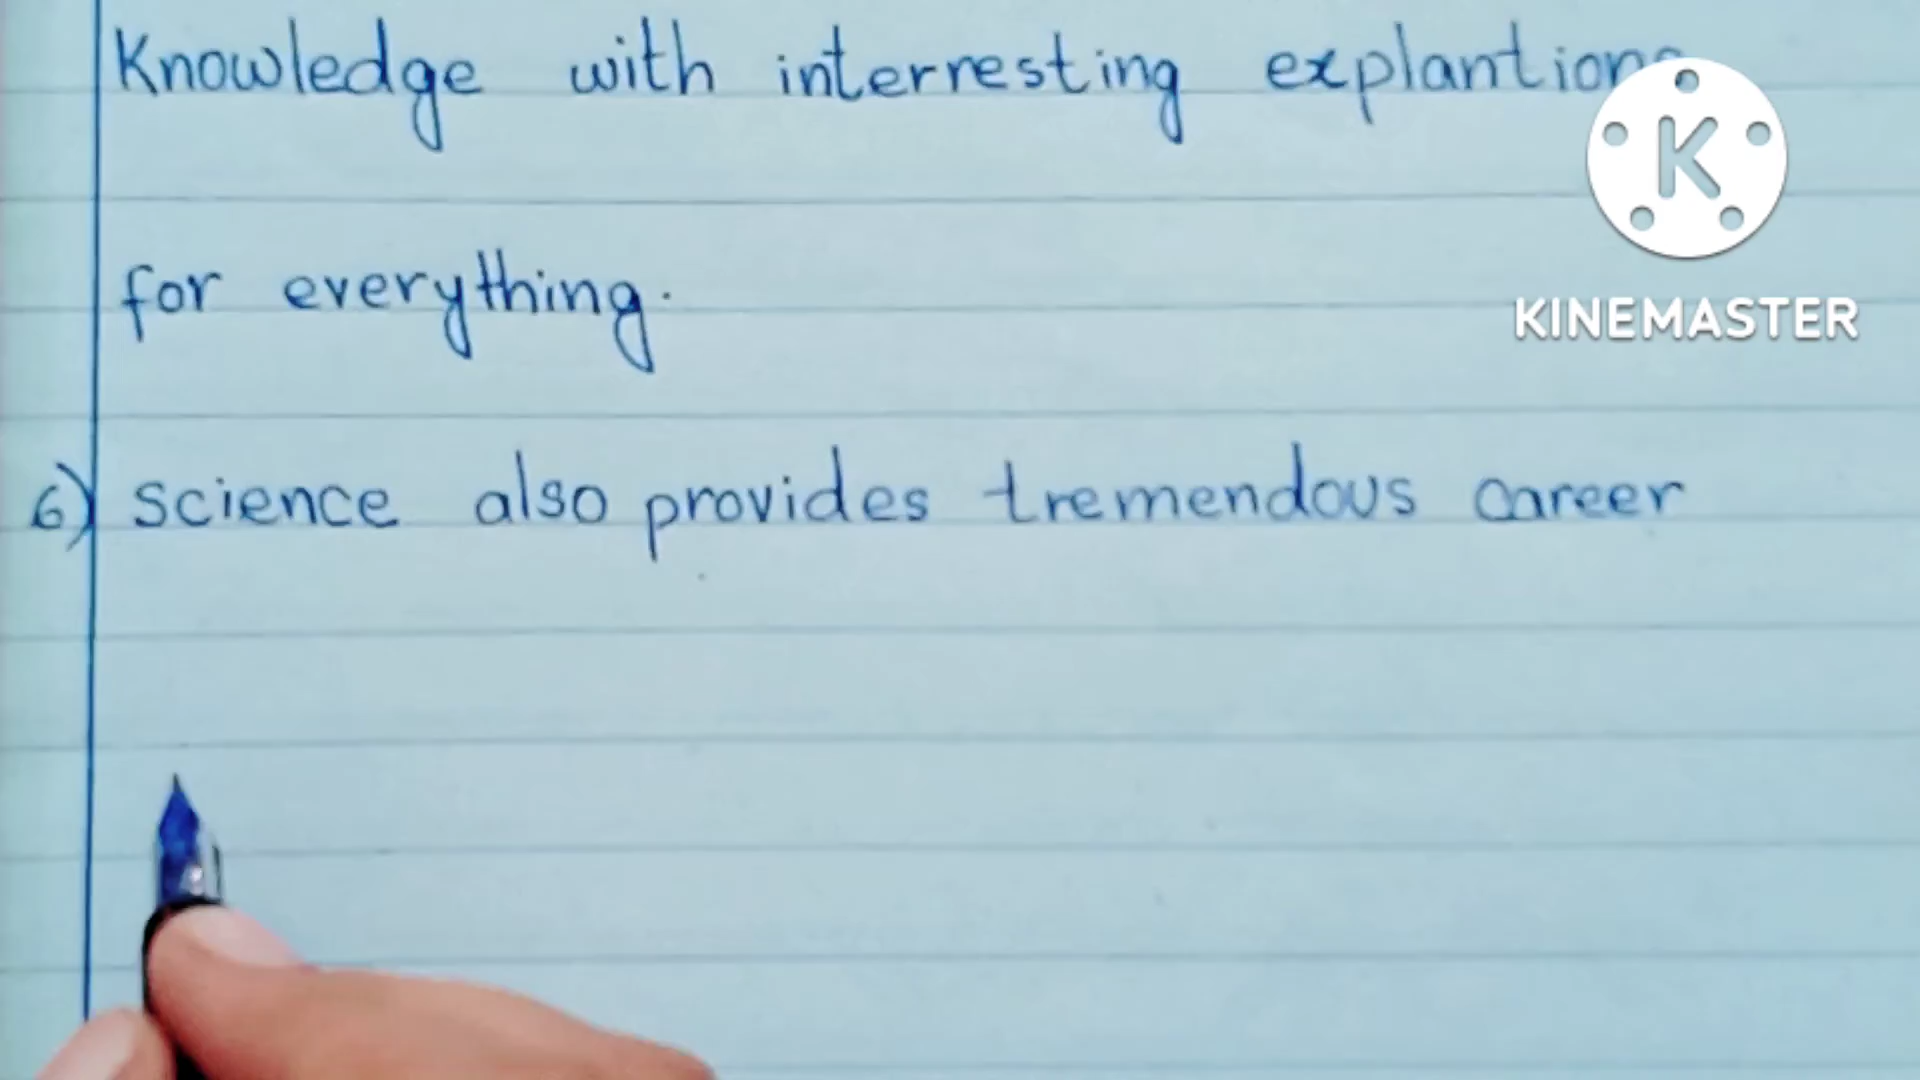 Knowledge with interresting explantions
for everything.
KINEMASTER
6) science also provides tremendous career